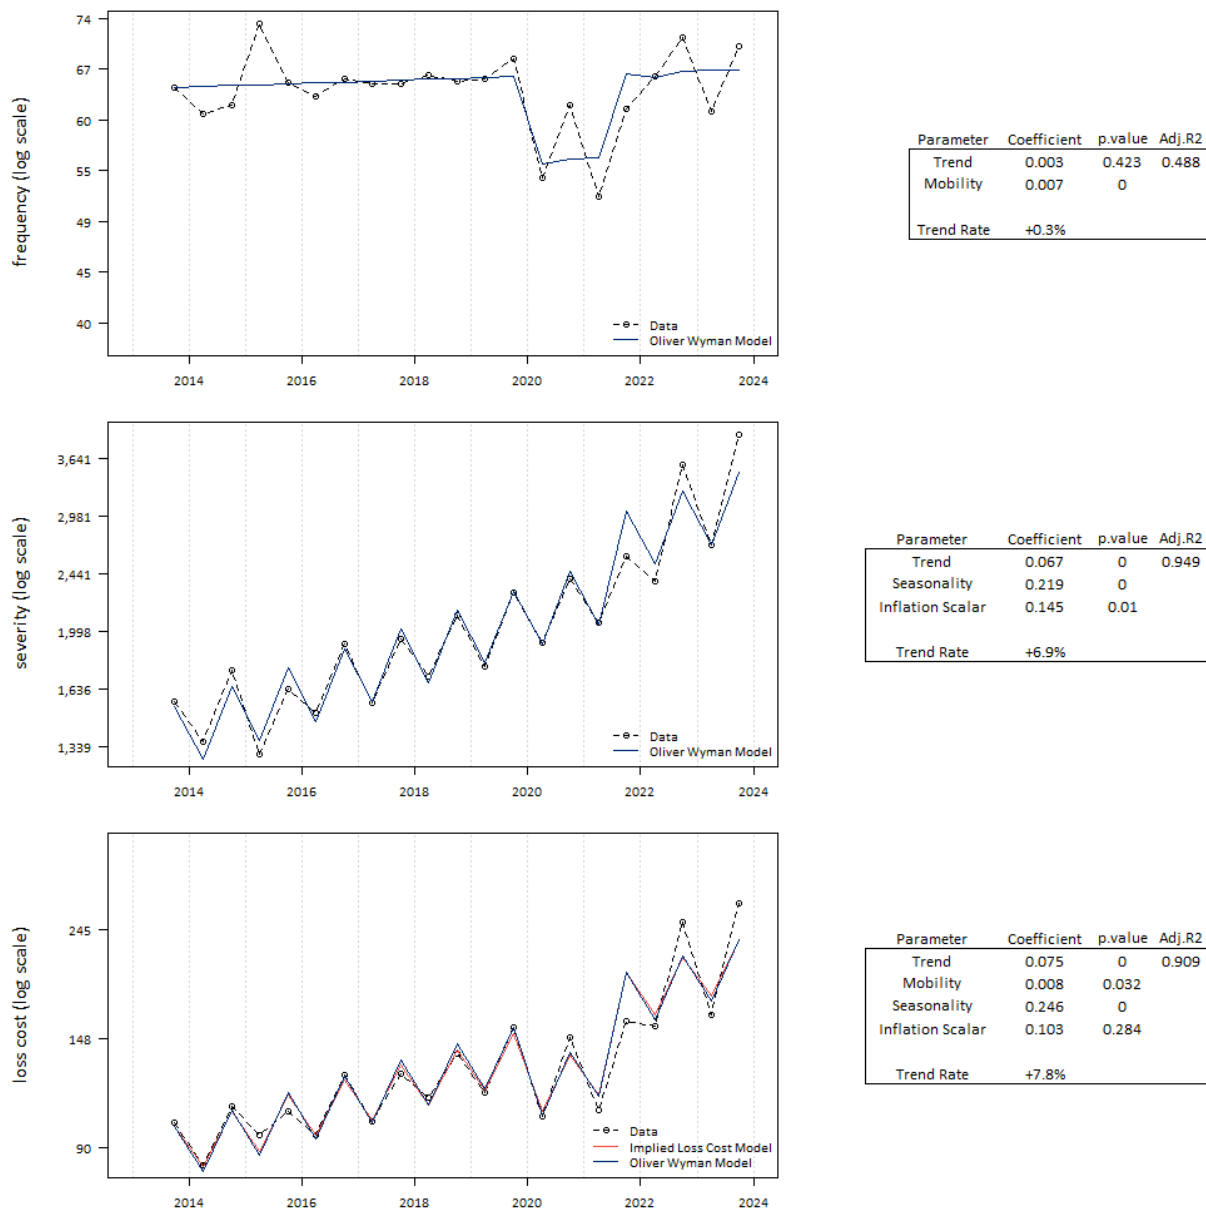 frequency (log scale)
74
67
60
55
49
45
40
Data
Oliver Wyman Model
2014 2016 2018 2020 2022 2024
Parameter Coefficient p.value Adj.R2
Trend 0.003 0.423 0.488
Mobility 0.007 0
Trend Rate +0.3%
severity (log scale)
3,641
2,981
2,441
1,998
1,636
1,339
Data
Oliver Wyman Model
2014 2016 2018 2020 2022 2024
Parameter Coefficient p.value Adj.R2
Trend 0.067 0 0.949
Seasonality 0.219 0
Inflation Scalar 0.145 0.01
Trend Rate +6.9%
loss cost (log scale)
245
148
90
Data
Implied Loss Cost Model
Oliver Wyman Model
2014 2016 2018 2020 2022 2024
Parameter Coefficient p.value Adj.R2
Trend 0.075 0 0.909
Mobility 0.008 0.032
Seasonality 0.246 0
Inflation Scalar 0.103 0.284
Trend Rate +7.8%